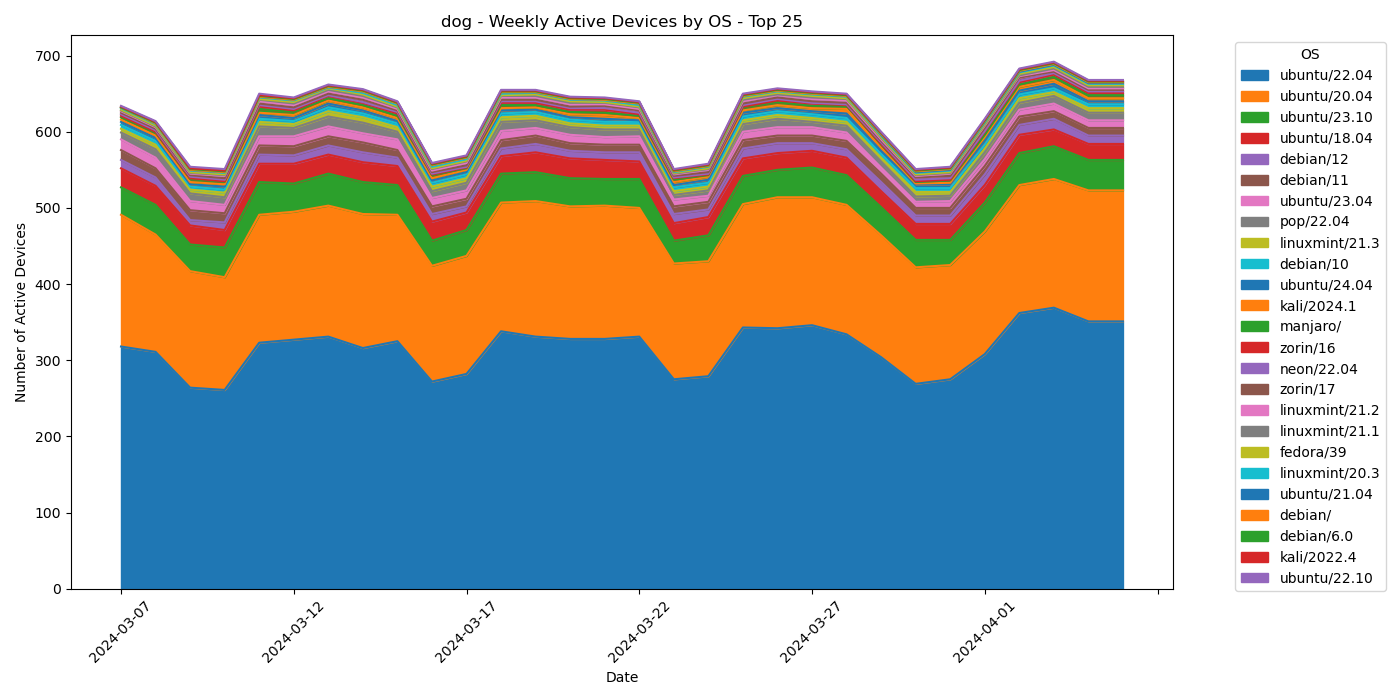 dog - Weekly Active Devices by OS - Top 25
700
600
500
400
300
200
100
0
Number of Active Devices
2024-03-07
2024-03-12
2024-03-17
2024-03-22
2024-03-27
2024-04-01
Date
OS
ubuntu/22.04
ubuntu/20.04
ubuntu/23.10
ubuntu/18.04
debian/12
debian/11
ubuntu/23.04
pop/22.04
linuxmint/21.3
debian/10
ubuntu/24.04
kali/2024.1
manjaro/
zorin/16
neon/22.04
zorin/17
linuxmint/21.2
linuxmint/21.1
fedora/39
linuxmint/20.3
ubuntu/21.04
debian/
debian/6.0
kali/2022.4
ubuntu/22.10